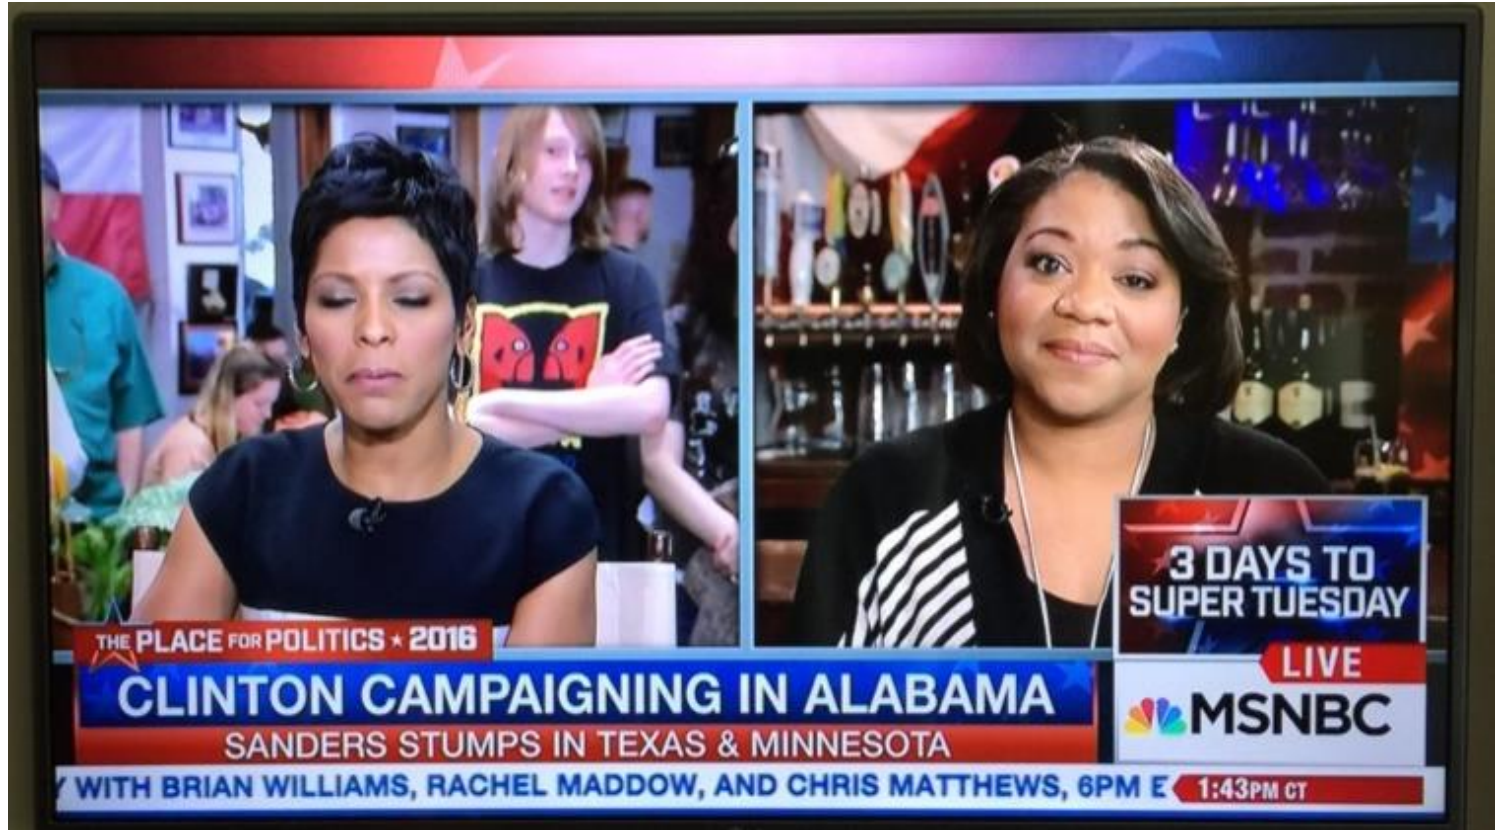 THE PLACE FOR POLITICS ★ 2016
CLINTON CAMPAIGNING IN ALABAMA
SANDERS STUMPS IN TEXAS & MINNESOTA
Y WITH BRIAN WILLIAMS, RACHEL MADDOW, AND CHRIS MATTHEWS, 6PM E
3 DAYS TO
SUPER TUESDAY
LIVE
MSNBC
1:43PM CT